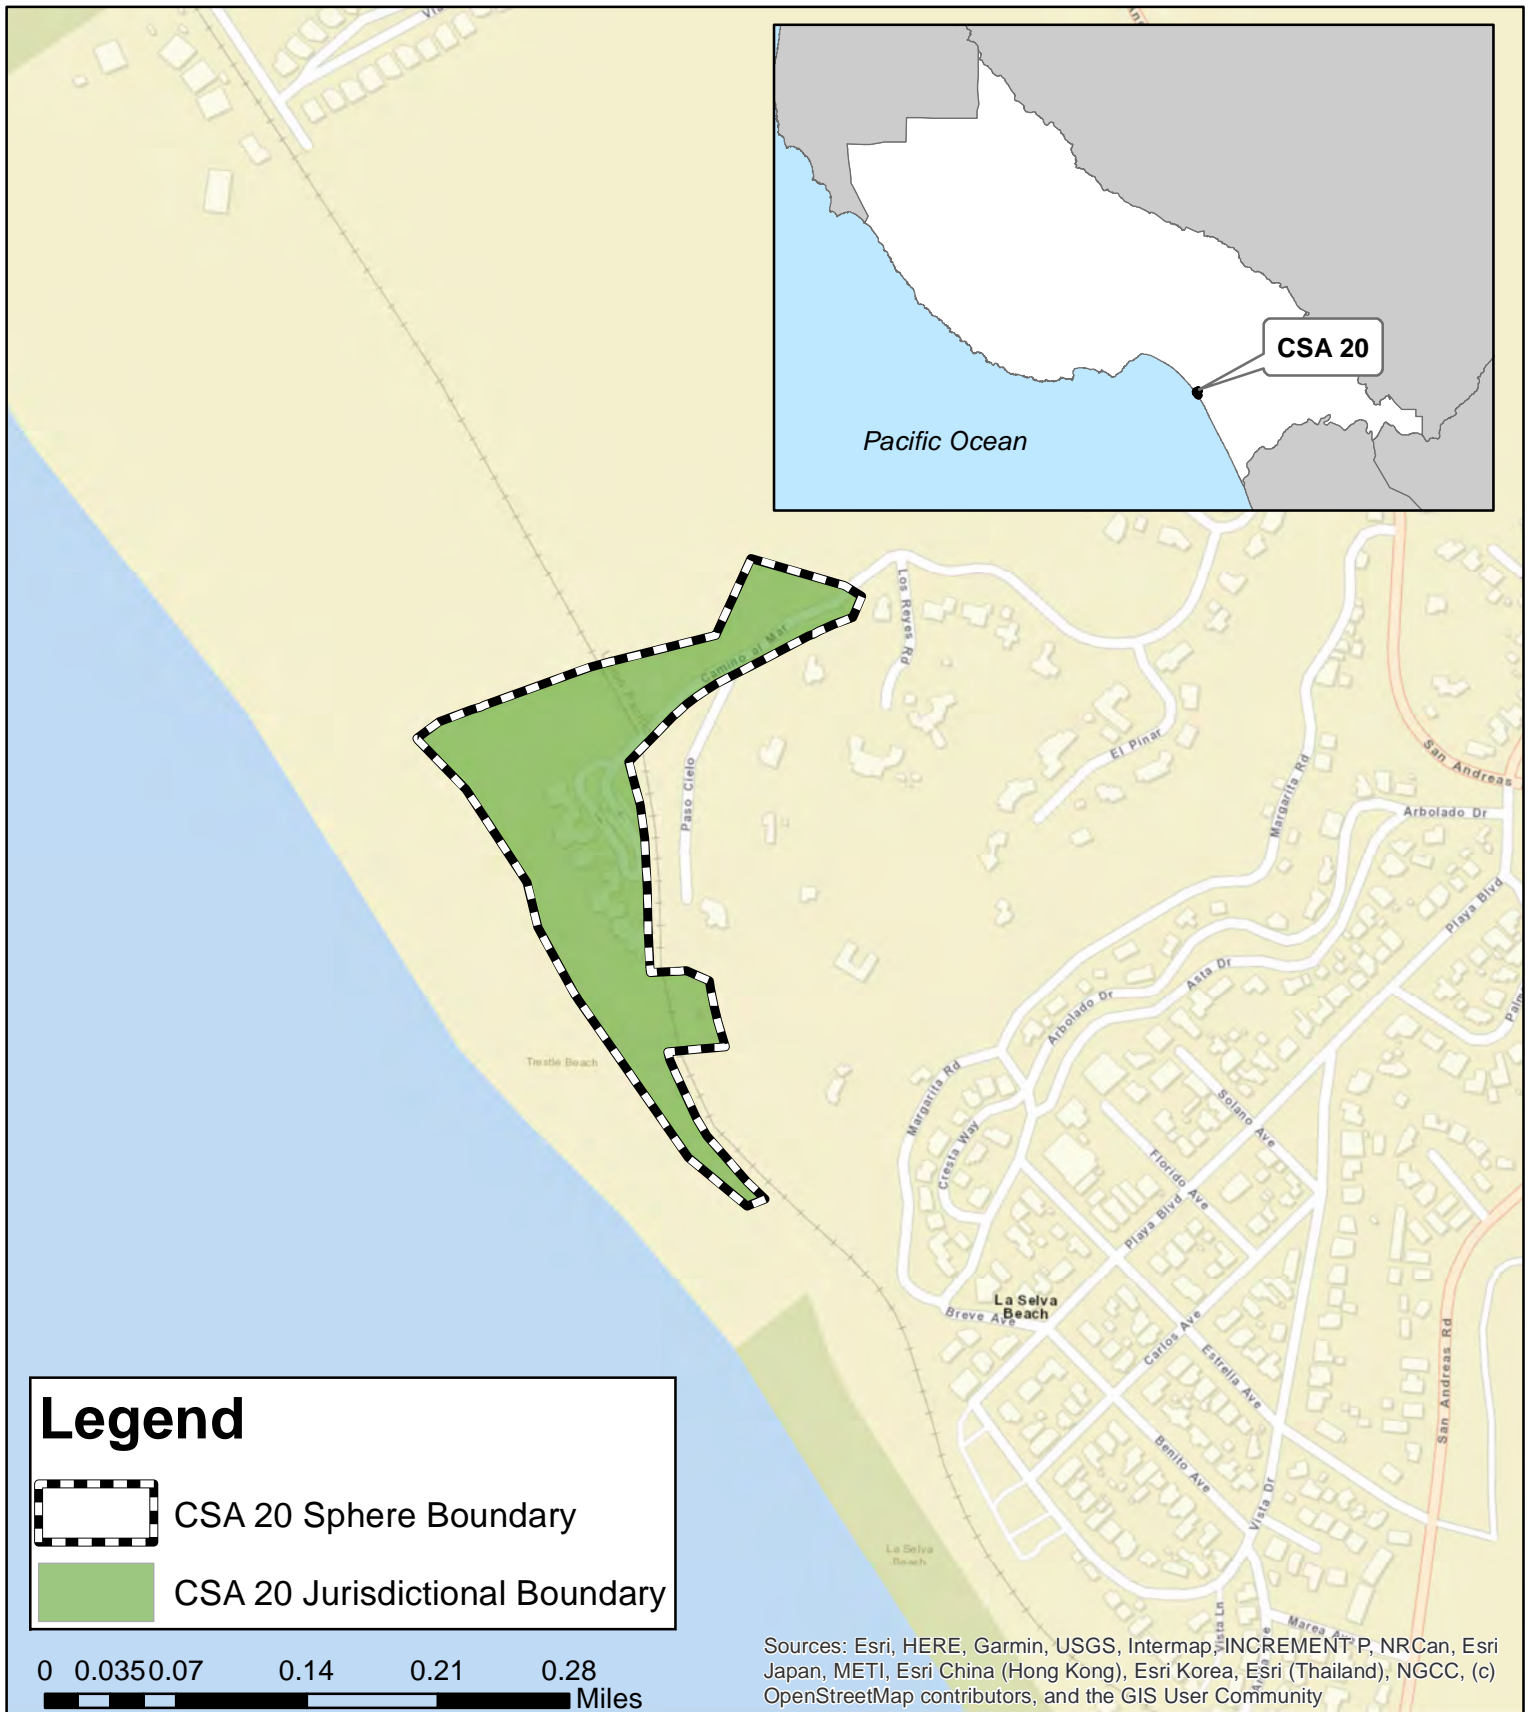 CSA 20
Pacific Ocean
Los Reyes Rd
Camino al Mar
Paso Cielo
El Pinar
Margarita Rd
San Andreas
Arbolado Dr
Playa Blvd
Asta Dr
Arbolado Dr
Trestle Beach
Margarita Rd
Cresta Way
Solano Ave
Florido Ave
Playa Blvd
La Selva
Beach
Breve Ave
Carlos Ave
Estrella Ave
San Andreas Rd
Benito Ave
Vista Dr
La Selva
Beach
Vista Ln
Marea Ave
Legend
CSA 20 Sphere Boundary
CSA 20 Jurisdictional Boundary
0 0.035 0.07 0.14 0.21 0.28
Miles
Sources: Esri, HERE, Garmin, USGS, Intermap, INCREMENT P, NRCan, Esri
Japan, METI, Esri China (Hong Kong), Esri Korea, Esri (Thailand), NGCC, (c)
OpenStreetMap contributors, and the GIS User Community